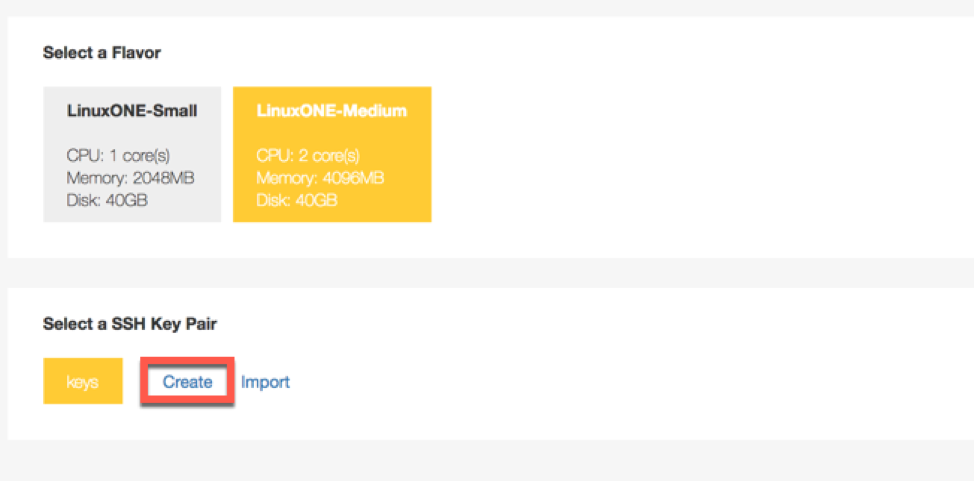 Select a Flavor
LinuxONE-Small
CPU: 1 core(s)
Memory: 2048MB
Disk: 40GB
LinuxONE-Medium
CPU: 2 core(s)
Memory: 4096MB
Disk: 40GB
Select a SSH Key Pair
keys
Create
Import